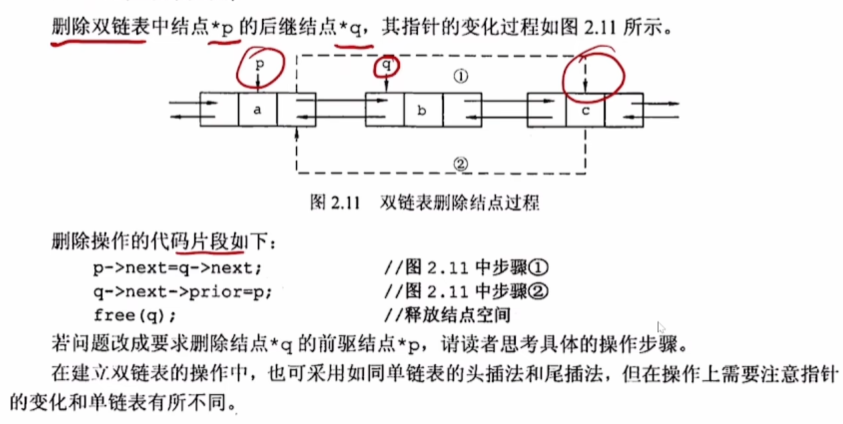 删除双链表中结点*p 的后继结点*q，其指针的变化过程如图 2.11 所示。
p
q
①
a
b
c
②
图 2.11 双链表删除结点过程
删除操作的代码片段如下：
p->next=q->next; //图 2.11 中步骤①
q->next->prior=p; //图 2.11 中步骤②
free(q); //释放结点空间
若问题改成要求删除结点*q 的前驱结点*p，请读者思考具体的操作步骤。
在建立双链表的操作中，也可采用如同单链表的头插法和尾插法，但在操作上需要注意指针
的变化和单链表有所不同。